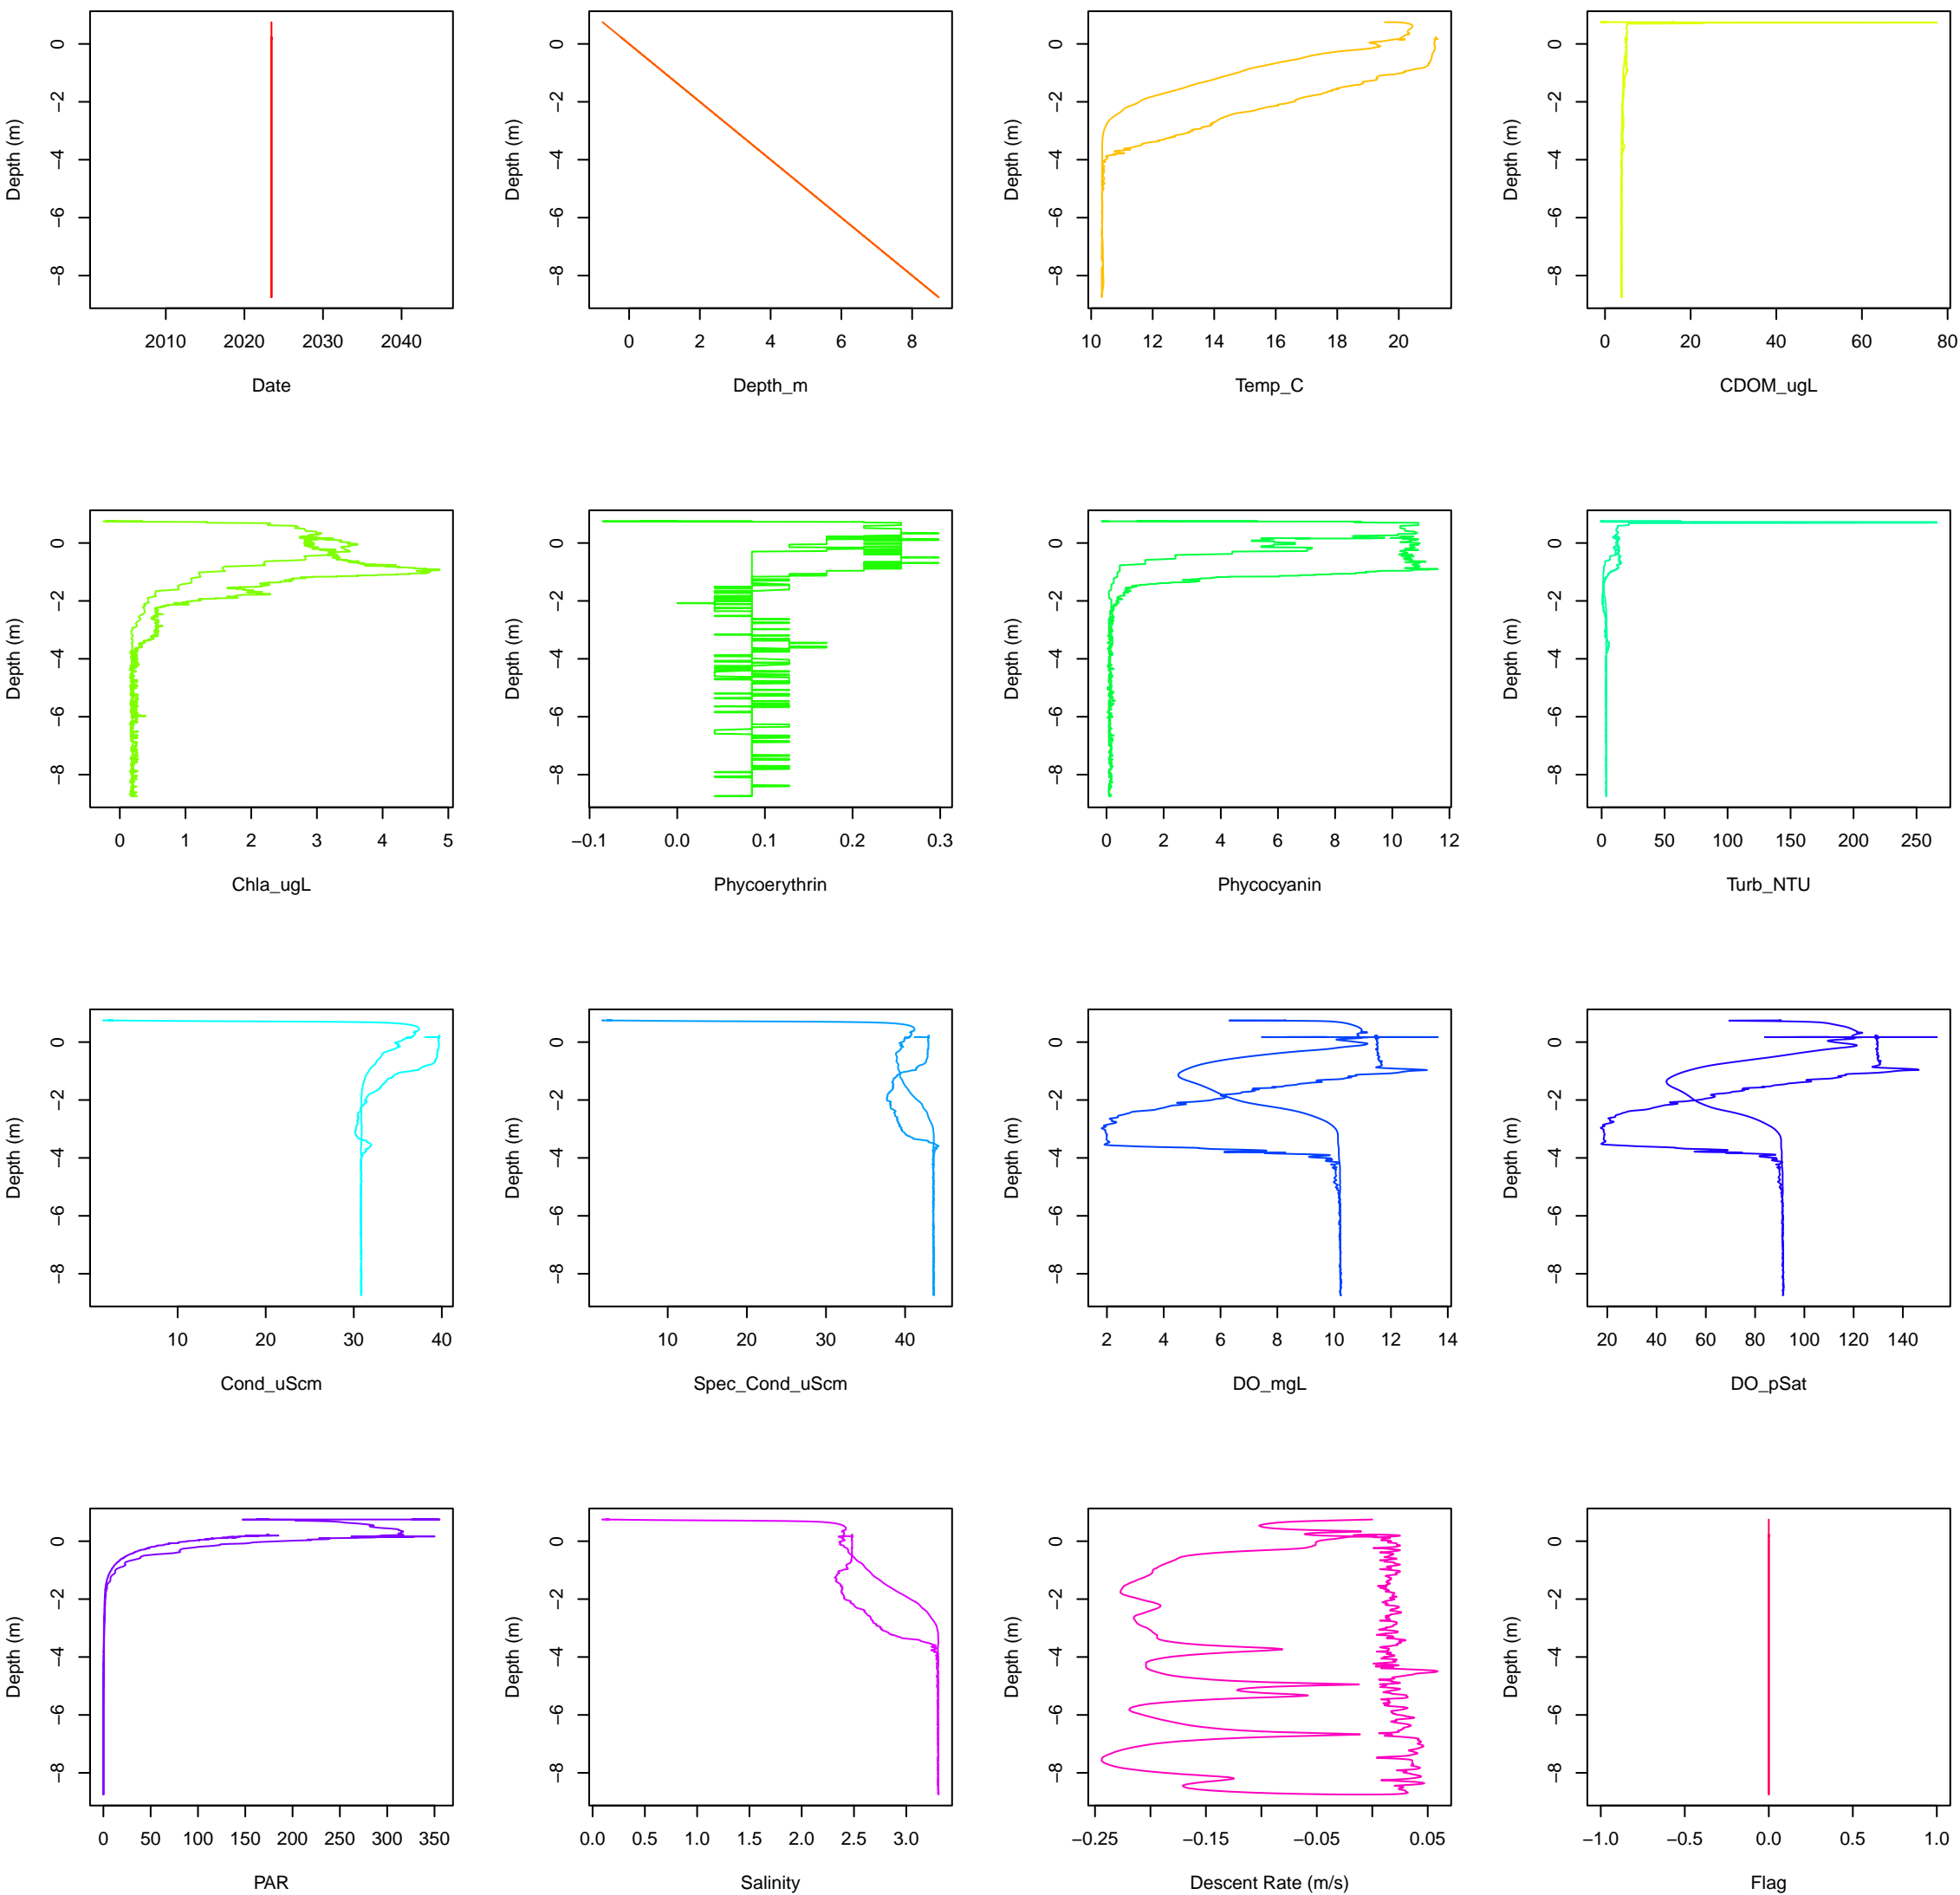 Depth (m)
0
−2
−4
−6
−8
2010 2020 2030 2040
Date
Depth (m)
0
−2
−4
−6
−8
0 2 4 6 8
Depth_m
Depth (m)
0
−2
−4
−6
−8
10 12 14 16 18 20
Temp_C
Depth (m)
0
−2
−4
−6
−8
0 20 40 60 80
CDOM_ugL
Depth (m)
0
−2
−4
−6
−8
0 1 2 3 4 5
Chla_ugL
Depth (m)
0
−2
−4
−6
−8
−0.1 0.0 0.1 0.2 0.3
Phycoerythrin
Depth (m)
0
−2
−4
−6
−8
0 2 4 6 8 10 12
Phycocyanin
Depth (m)
0
−2
−4
−6
−8
0 50 100 150 200 250
Turb_NTU
Depth (m)
0
−2
−4
−6
−8
10 20 30 40
Cond_uScm
Depth (m)
0
−2
−4
−6
−8
10 20 30 40
Spec_Cond_uScm
Depth (m)
0
−2
−4
−6
−8
2 4 6 8 10 12 14
DO_mgL
Depth (m)
0
−2
−4
−6
−8
20 40 60 80 100 120 140
DO_pSat
Depth (m)
0
−2
−4
−6
−8
0 50 100 150 200 250 300 350
PAR
Depth (m)
0
−2
−4
−6
−8
0.0 0.5 1.0 1.5 2.0 2.5 3.0
Salinity
Depth (m)
0
−2
−4
−6
−8
−0.25 −0.15 −0.05 0.05
Descent Rate (m/s)
Depth (m)
0
−2
−4
−6
−8
−1.0 −0.5 0.0 0.5 1.0
Flag